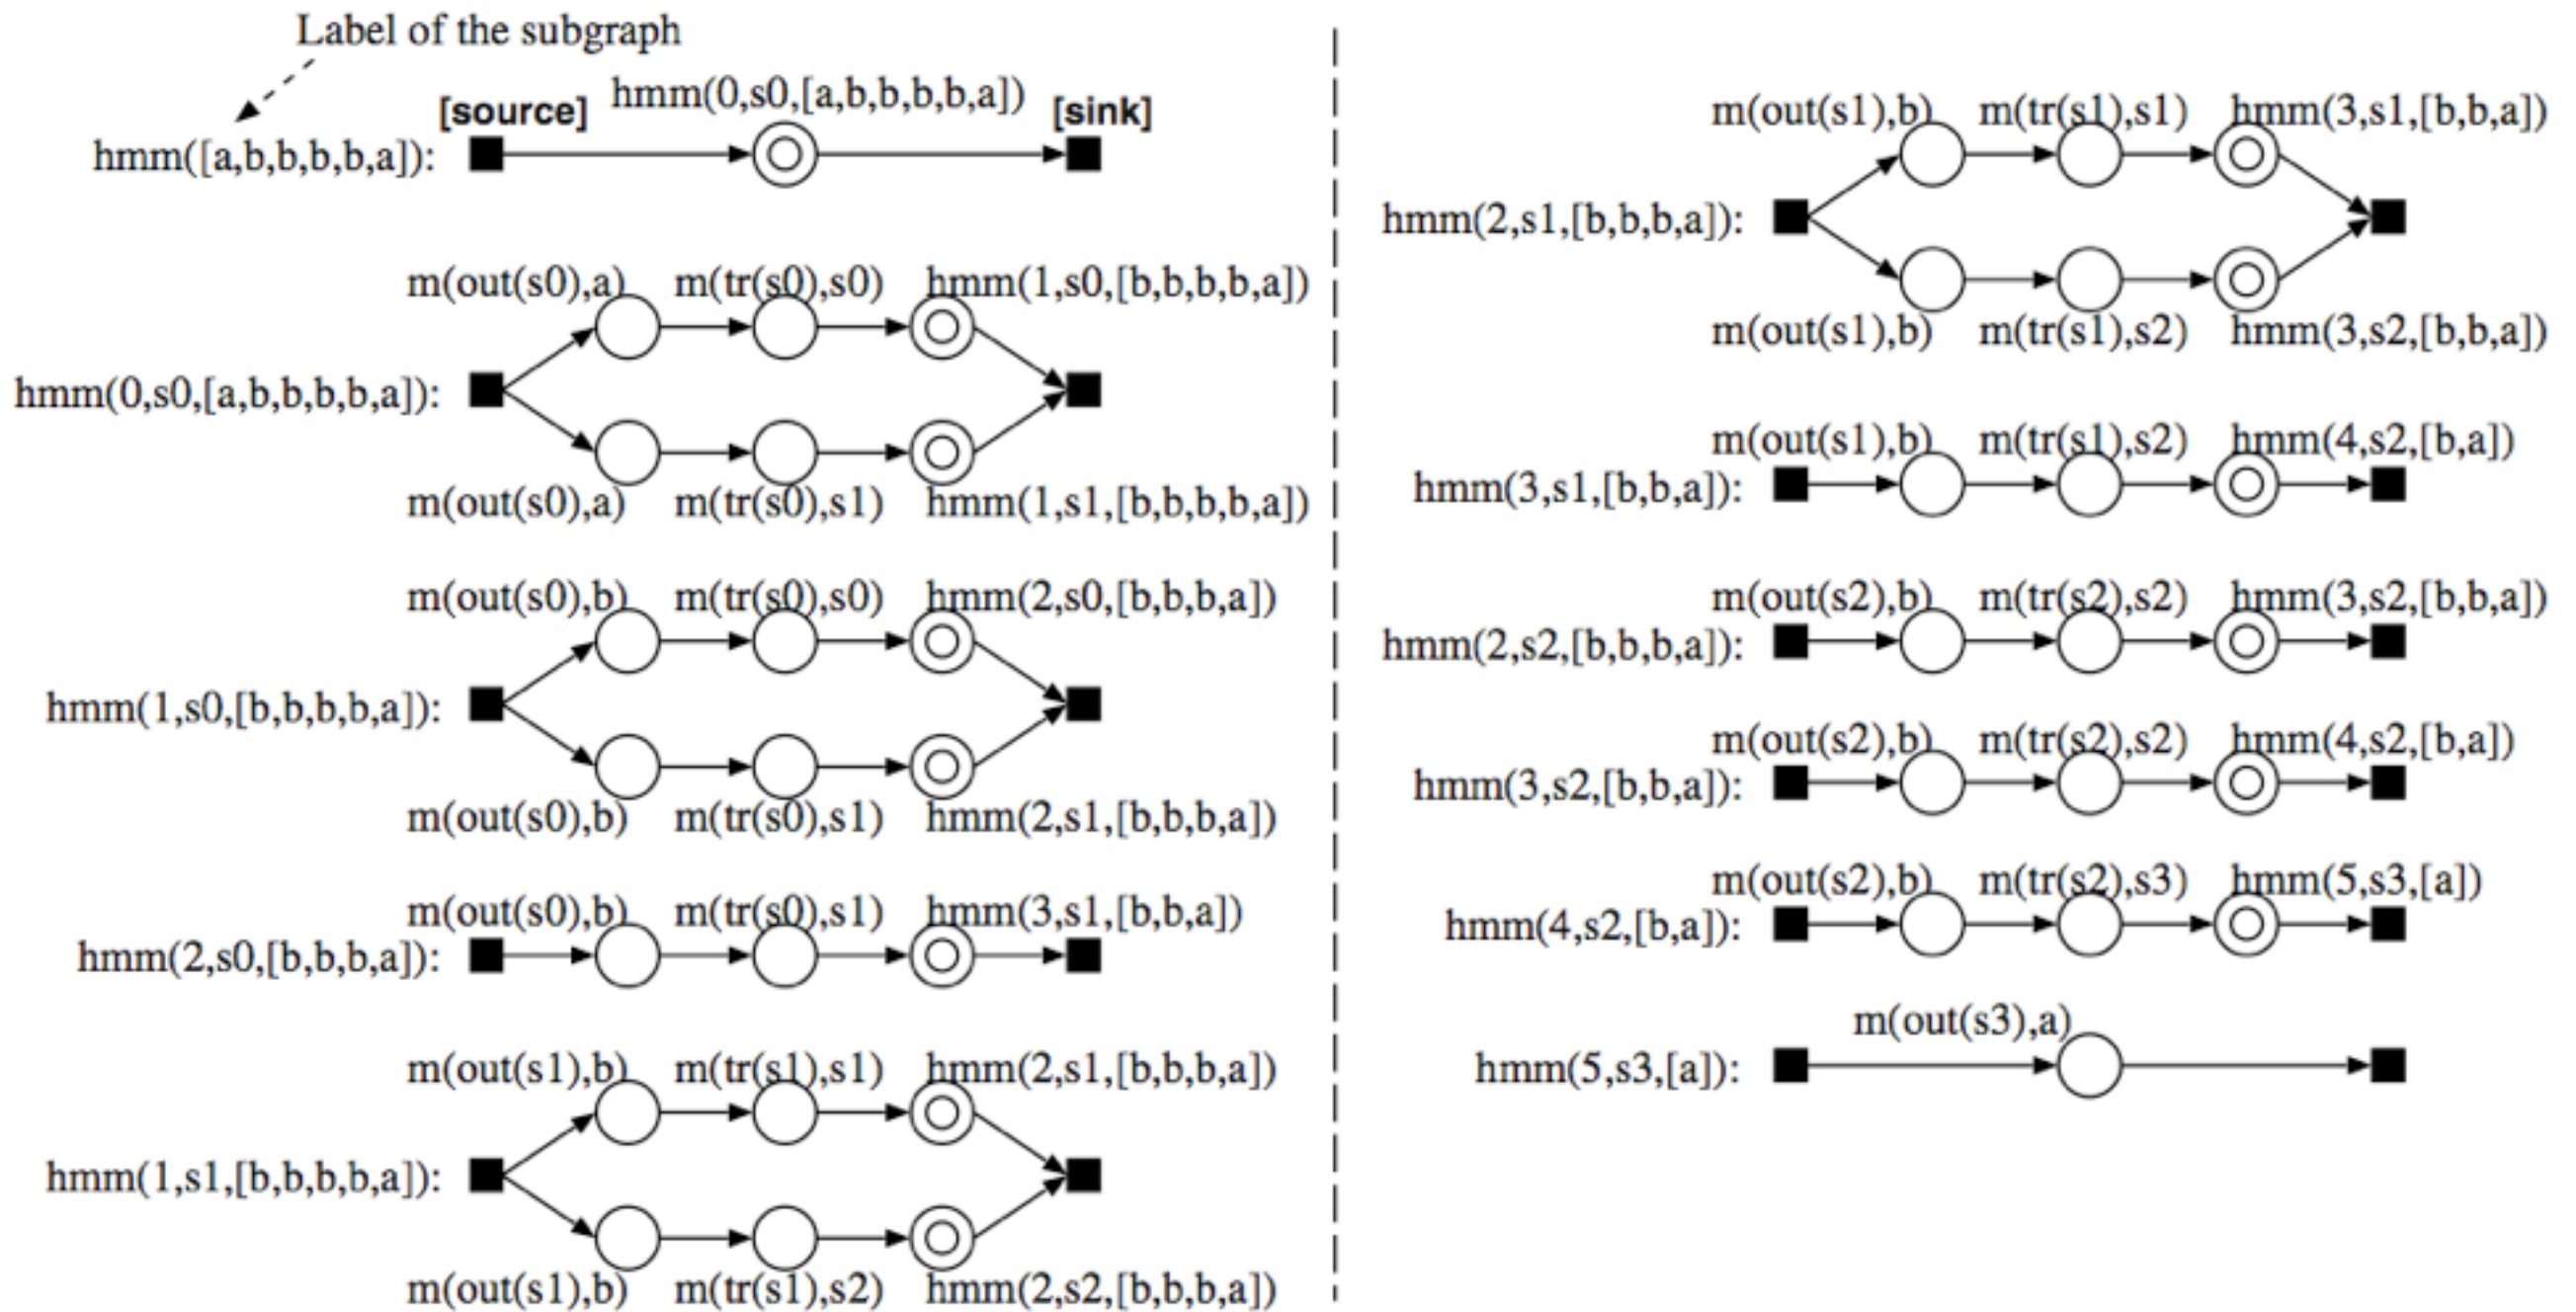 Label of the subgraph
[source] hmm(0,s0,[a,b,b,b,b,a]) [sink]
hmm([a,b,b,b,b,a]):
m(out(s0),a) m(tr(s0),s0) hmm(1,s0,[b,b,b,b,a])
hmm(0,s0,[a,b,b,b,b,a]):
m(out(s0),a) m(tr(s0),s1) hmm(1,s1,[b,b,b,b,a])
m(out(s0),b) m(tr(s0),s0) hmm(2,s0,[b,b,b,a])
hmm(1,s0,[b,b,b,b,a]):
m(out(s0),b) m(tr(s0),s1) hmm(2,s1,[b,b,b,a])
m(out(s0),b) m(tr(s0),s1) hmm(3,s1,[b,b,a])
hmm(2,s0,[b,b,b,a]):
m(out(s1),b) m(tr(s1),s1) hmm(2,s1,[b,b,b,a])
hmm(1,s1,[b,b,b,b,a]):
m(out(s1),b) m(tr(s1),s2) hmm(2,s2,[b,b,b,a])
m(out(s1),b) m(tr(s1),s1) hmm(3,s1,[b,b,a])
hmm(2,s1,[b,b,b,a]):
m(out(s1),b) m(tr(s1),s2) hmm(3,s2,[b,b,a])
m(out(s1),b) m(tr(s1),s2) hmm(4,s2,[b,a])
hmm(3,s1,[b,b,a]):
m(out(s2),b) m(tr(s2),s2) hmm(3,s2,[b,b,a])
hmm(2,s2,[b,b,b,a]):
m(out(s2),b) m(tr(s2),s2) hmm(4,s2,[b,a])
hmm(3,s2,[b,b,a]):
m(out(s2),b) m(tr(s2),s3) hmm(5,s3,[a])
hmm(4,s2,[b,a]):
m(out(s3),a)
hmm(5,s3,[a]):